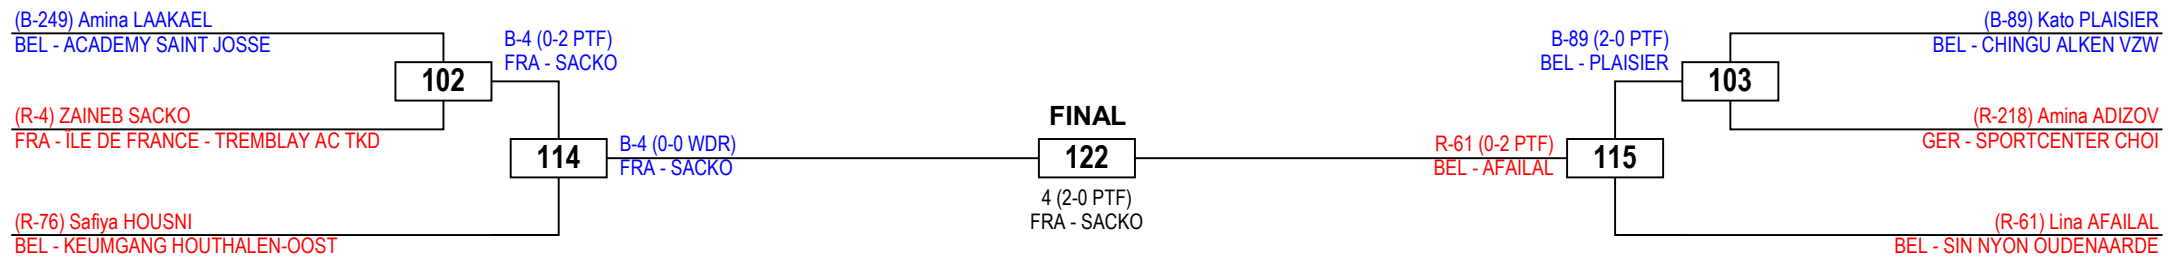 (B-249) Amina LAAKAEL
BEL - ACADEMY SAINT JOSSE
B-4 (0-2 PTF)
FRA - SACKO
102
(R-4) ZAINEB SACKO
FRA - ÎLE DE FRANCE - TREMBLAY AC TKD
114
B-4 (0-0 WDR)
FRA - SACKO
(R-76) Safiya HOUSNI
BEL - KEUMGANG HOUTHALEN-OOST
FINAL
122
4 (2-0 PTF)
FRA - SACKO
(B-89) Kato PLAISIER
BEL - CHINGU ALKEN VZW
B-89 (2-0 PTF)
BEL - PLAISIER
103
(R-218) Amina ADIZOV
GER - SPORTCENTER CHOI
R-61 (0-2 PTF)
BEL - AFAILAL
115
(R-61) Lina AFAILAL
BEL - SIN NYON OUDENAARDE